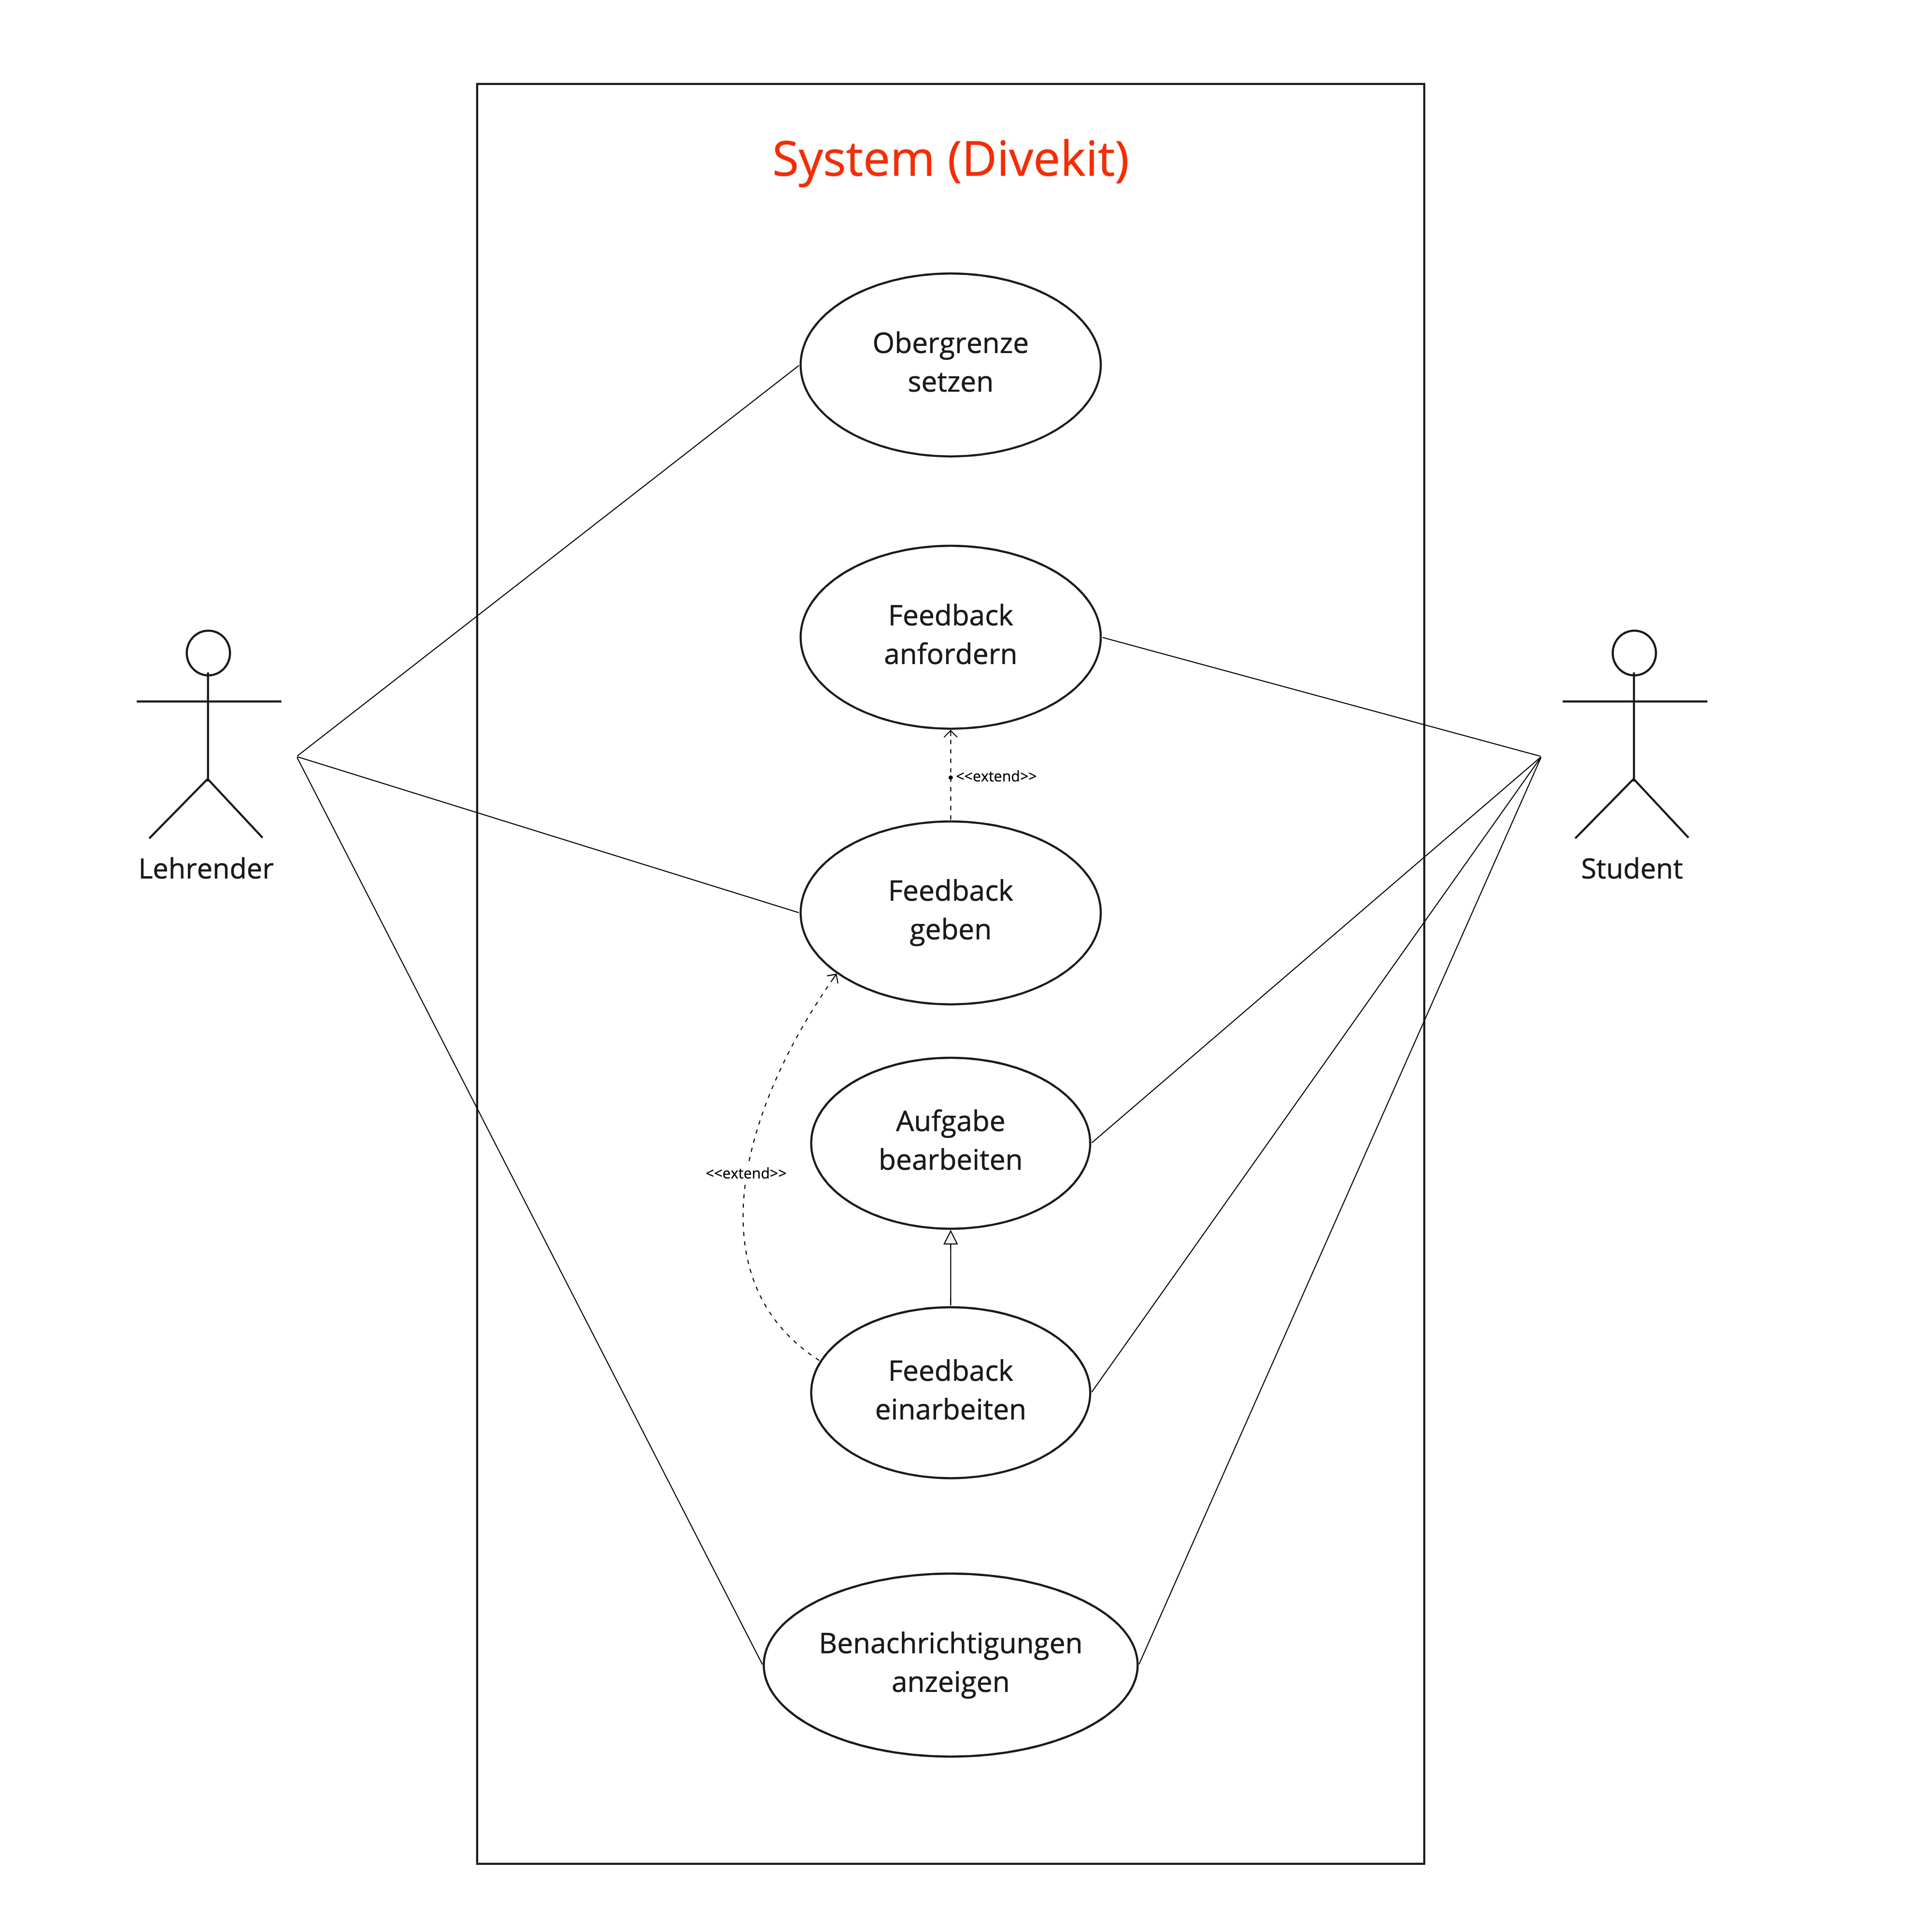 System (Divekit)
Obergrenze
setzen
Feedback
anfordern
<<extend>>
Lehrender
Student
Feedback
geben
Aufgabe
bearbeiten
<<extend>>
Feedback
einarbeiten
Benachrichtigungen
anzeigen